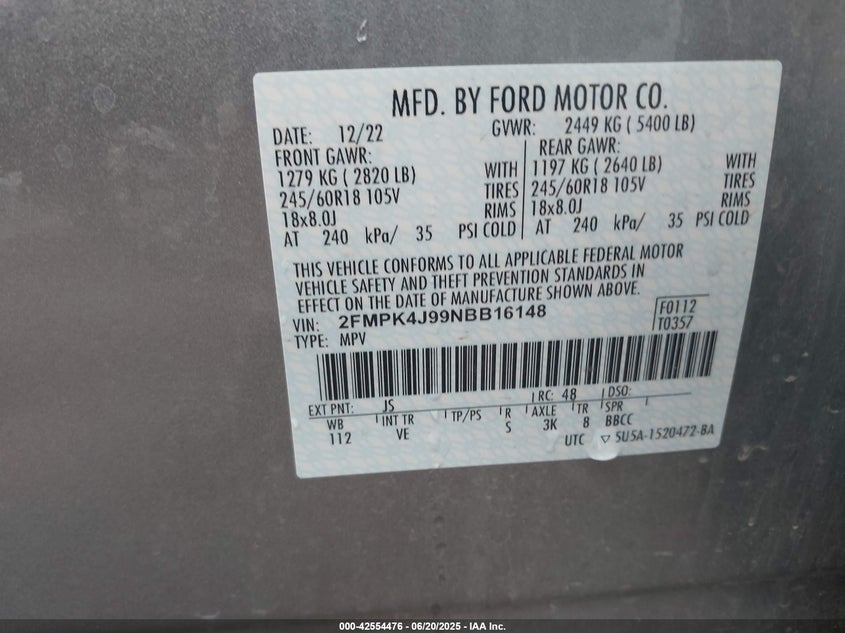 MFD. BY FORD MOTOR CO.
DATE: 12/22 GVWR: 2449 KG ( 5400 LB)
FRONT GAWR: REAR GAWR:
1279 KG ( 2820 LB) WITH 1197 KG ( 2640 LB) WITH
245/60R18 105V TIRES 245/60R18 105V TIRES
18x8.0J RIMS 18x8.0J RIMS
AT 240 kPa/ 35 PSI COLD AT 240 kPa/ 35 PSI COLD
THIS VEHICLE CONFORMS TO ALL APPLICABLE FEDERAL MOTOR
VEHICLE SAFETY AND THEFT PREVENTION STANDARDS IN
EFFECT ON THE DATE OF MANUFACTURE SHOWN ABOVE.
VIN: 2FMPK4J99NBB16148 F0112
TYPE: MPV T0357
EXT PNT: JS RC: 48 DSO:
WB INT TR TP/PS R AXLE TR SPR
112 VE S 3K 8 BBCC
UTC ▽ 5U5A-1520472-BA
000-42554476 - 06/20/2025 - IAA Inc.